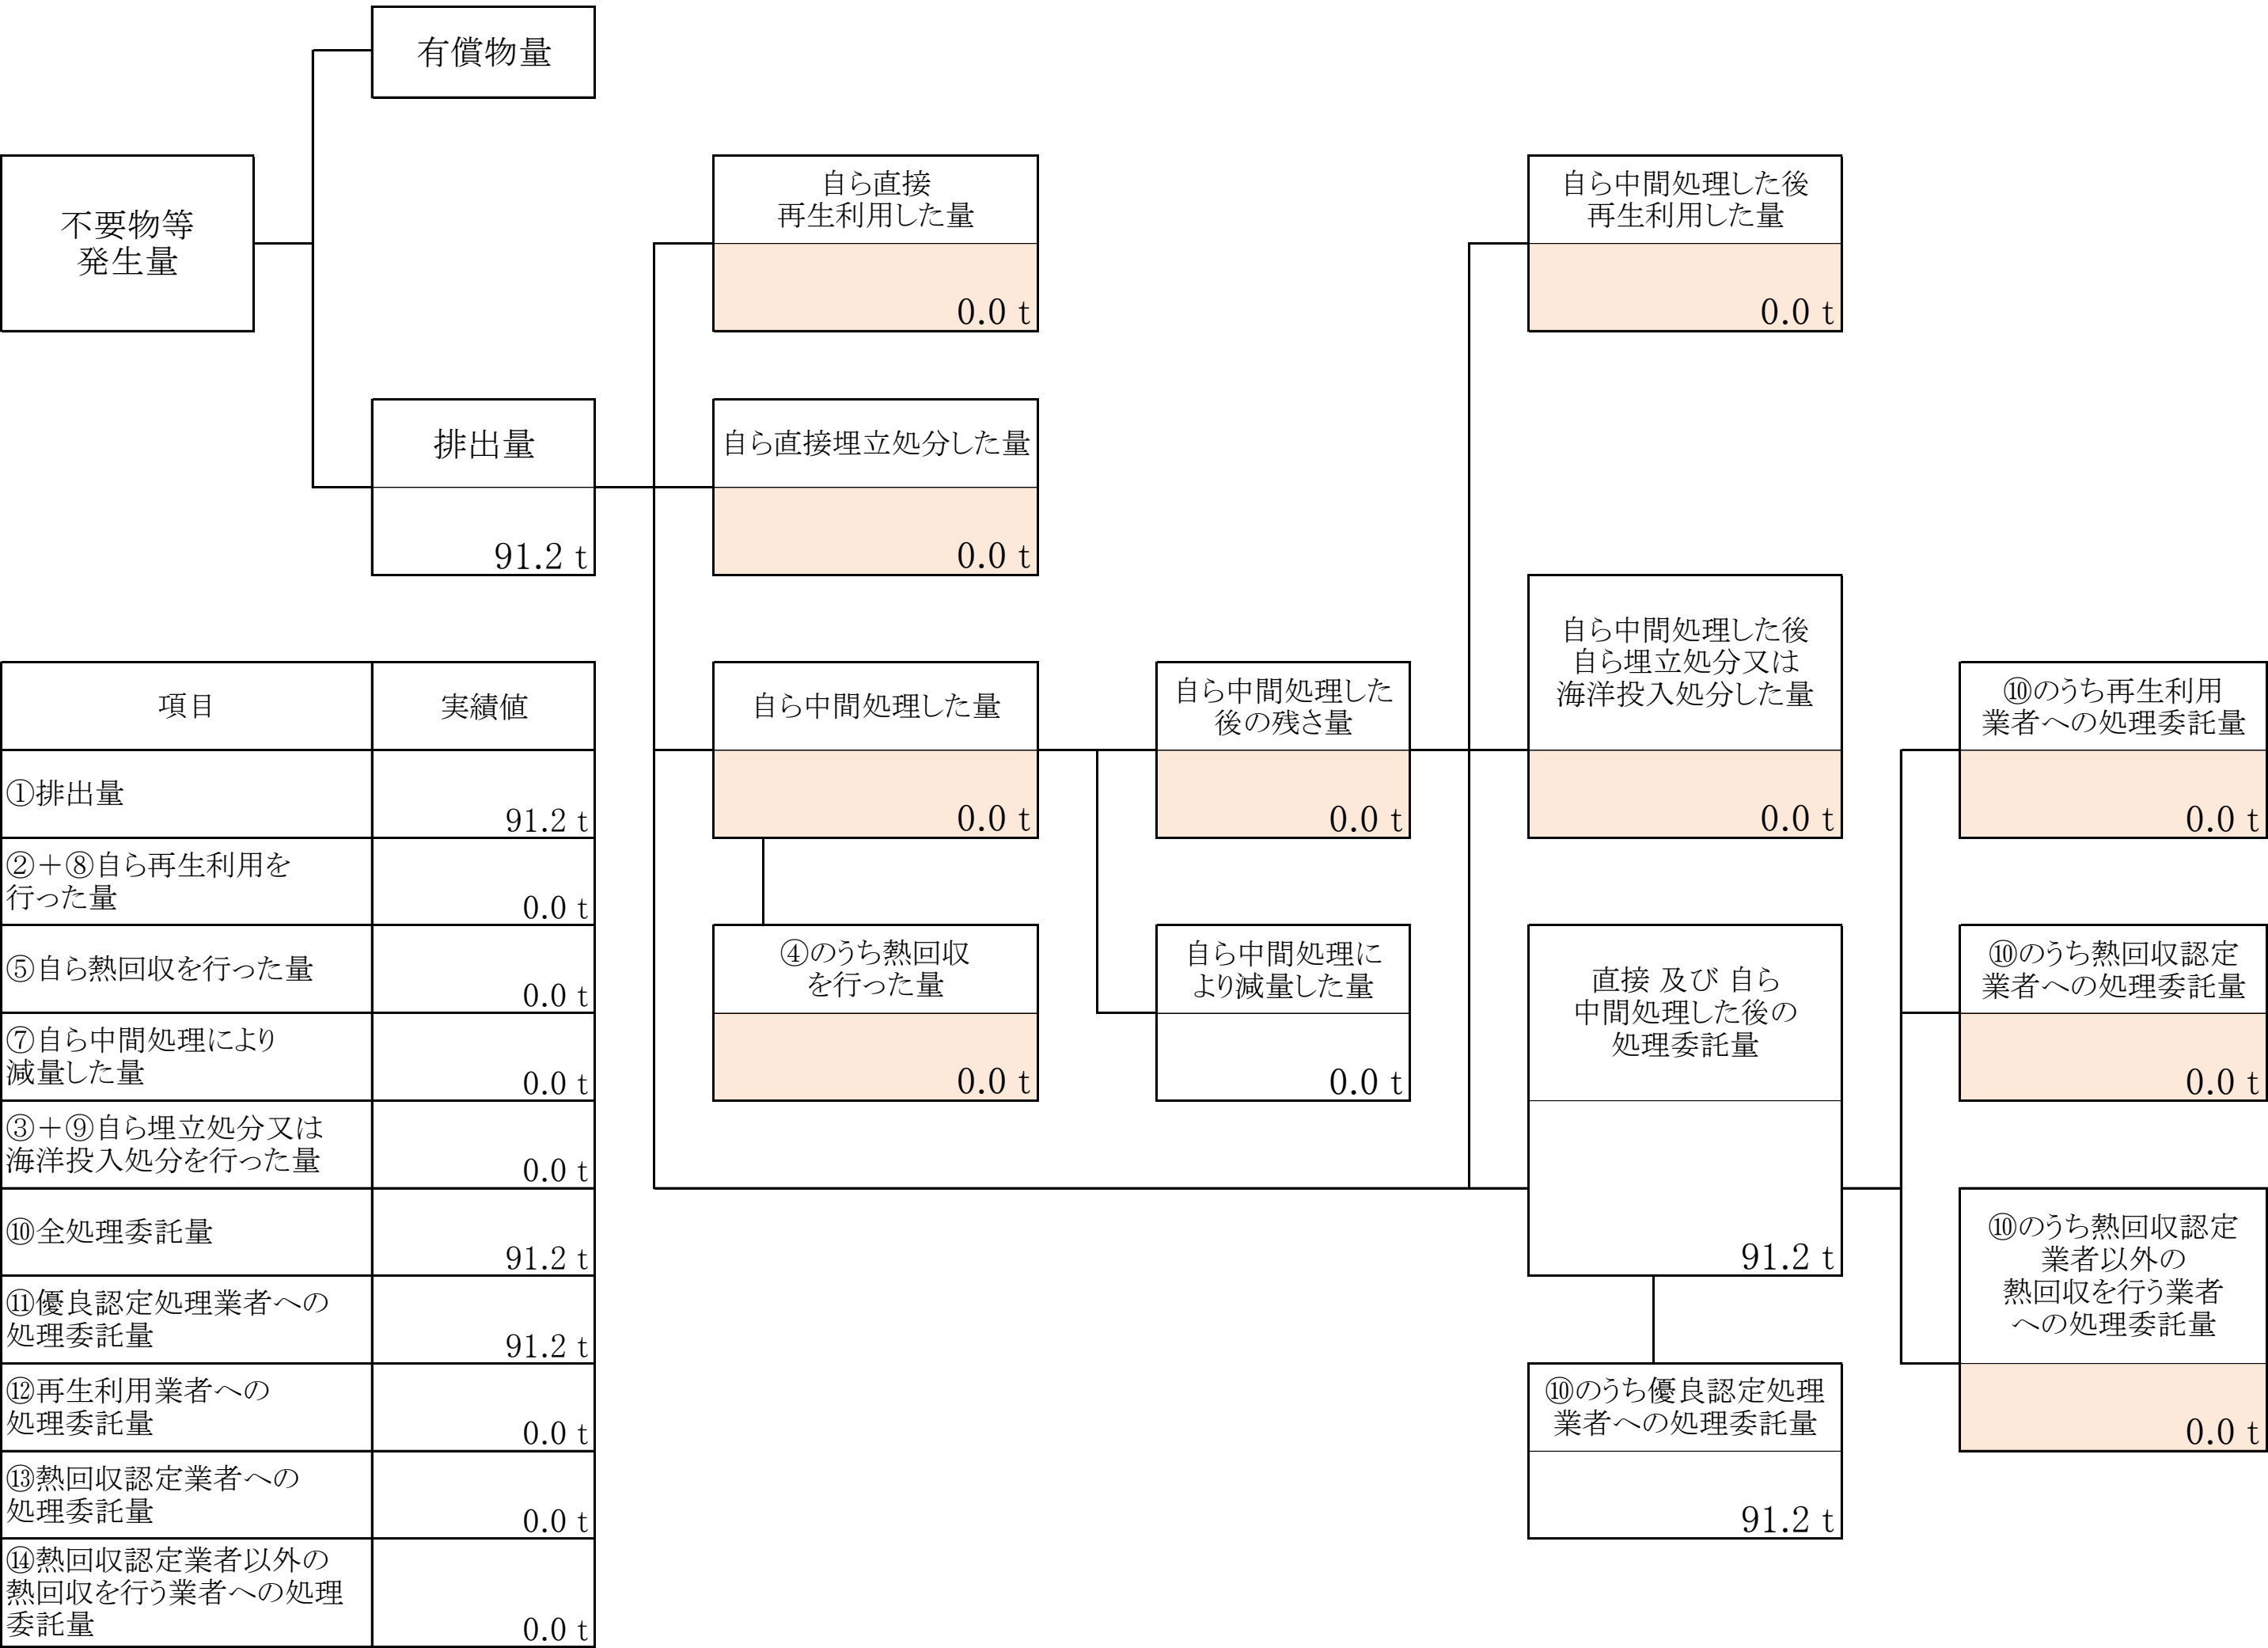 有償物量
不要物等
発生量
自ら直接
再生利用した量
0.0 t
自ら中間処理した後
再生利用した量
0.0 t
排出量
91.2 t
自ら直接埋立処分した量
0.0 t
自ら中間処理した量
0.0 t
自ら中間処理した
後の残さ量
0.0 t
自ら中間処理した後
自ら埋立処分又は
海洋投入処分した量
0.0 t
⑩のうち再生利用
業者への処理委託量
0.0 t
④のうち熱回収
を行った量
0.0 t
自ら中間処理に
より減量した量
0.0 t
直接 及び 自ら
中間処理した後の
処理委託量
91.2 t
⑩のうち熱回収認定
業者への処理委託量
0.0 t
⑩のうち熱回収認定
業者以外の
熱回収を行う業者
への処理委託量
0.0 t
⑩のうち優良認定処理
業者への処理委託量
91.2 t
項目 実績値
①排出量
91.2 t
②＋⑧自ら再生利用を
行った量
0.0 t
⑤自ら熱回収を行った量
0.0 t
⑦自ら中間処理により
減量した量
0.0 t
③＋⑨自ら埋立処分又は
海洋投入処分を行った量
0.0 t
⑩全処理委託量
91.2 t
⑪優良認定処理業者への
処理委託量
91.2 t
⑫再生利用業者への
処理委託量
0.0 t
⑬熱回収認定業者への
処理委託量
0.0 t
⑭熱回収認定業者以外の
熱回収を行う業者への処理
委託量
0.0 t